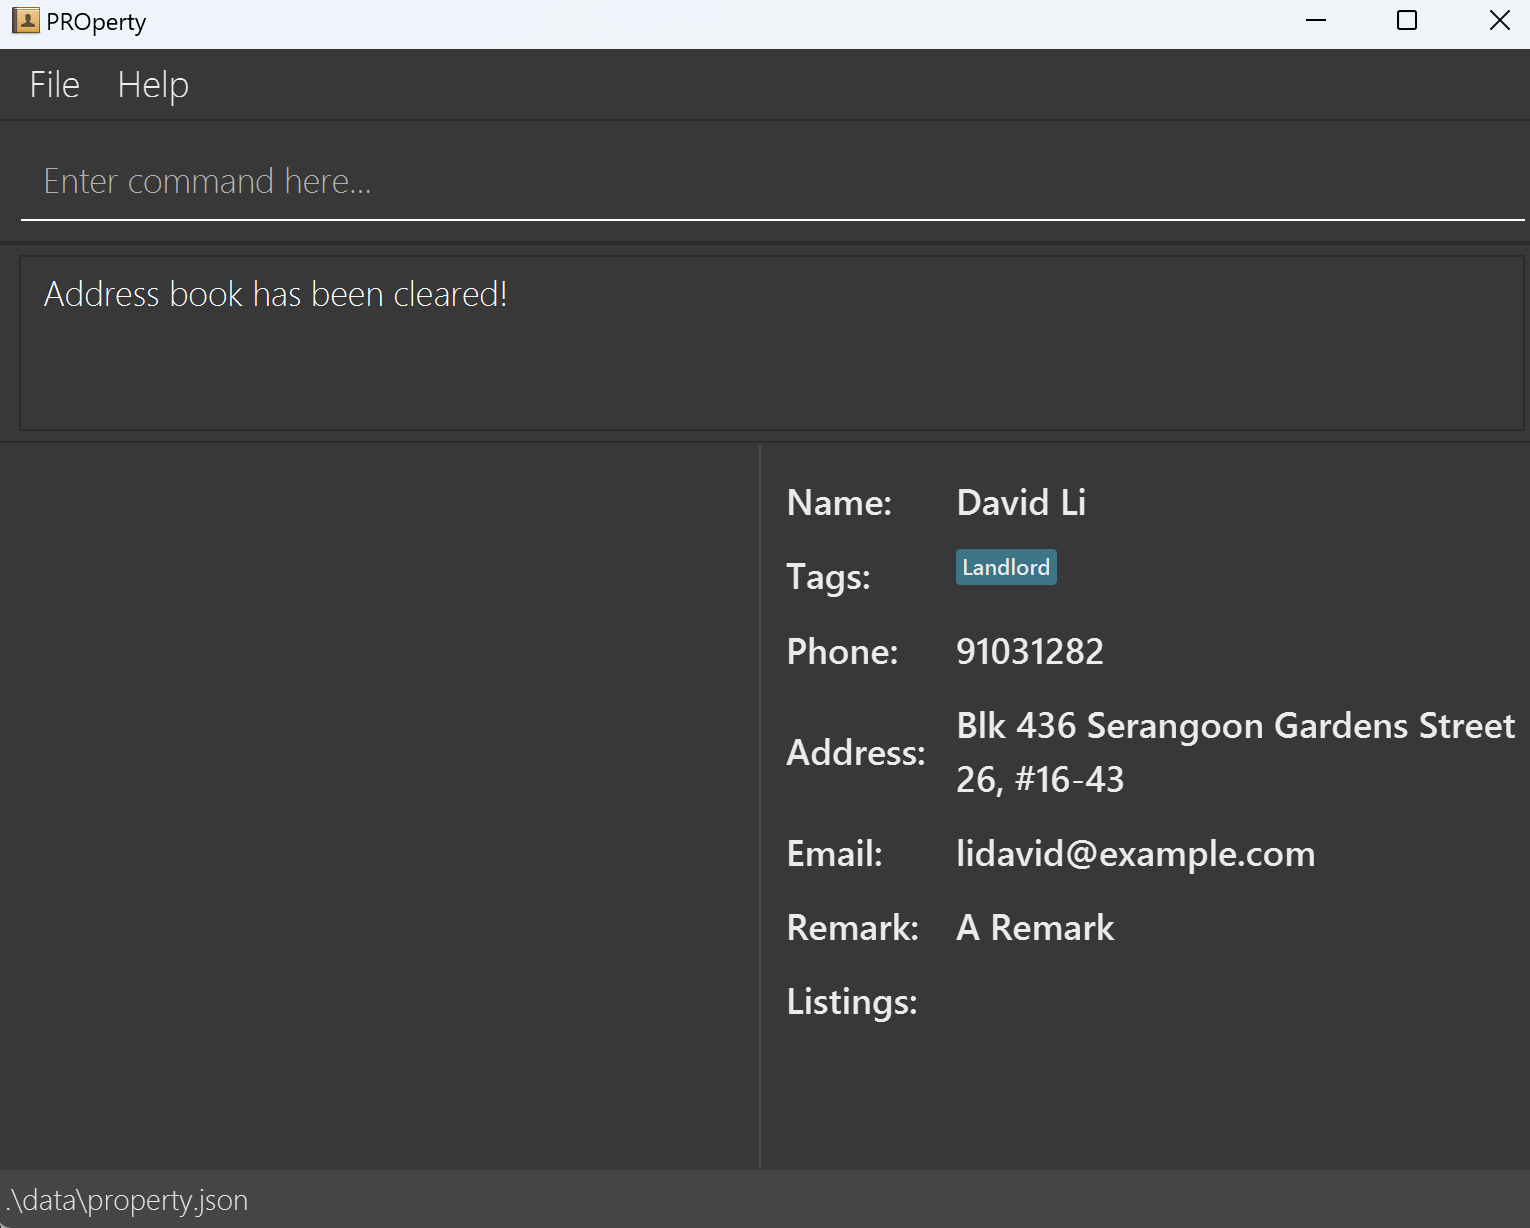 PROperty
File Help
Enter command here...
Address book has been cleared!
Name: David Li
Tags: Landlord
Phone: 91031282
Address: Blk 436 Serangoon Gardens Street
26, #16-43
Email: lidavid@example.com
Remark: A Remark
Listings:
.\data\property.json